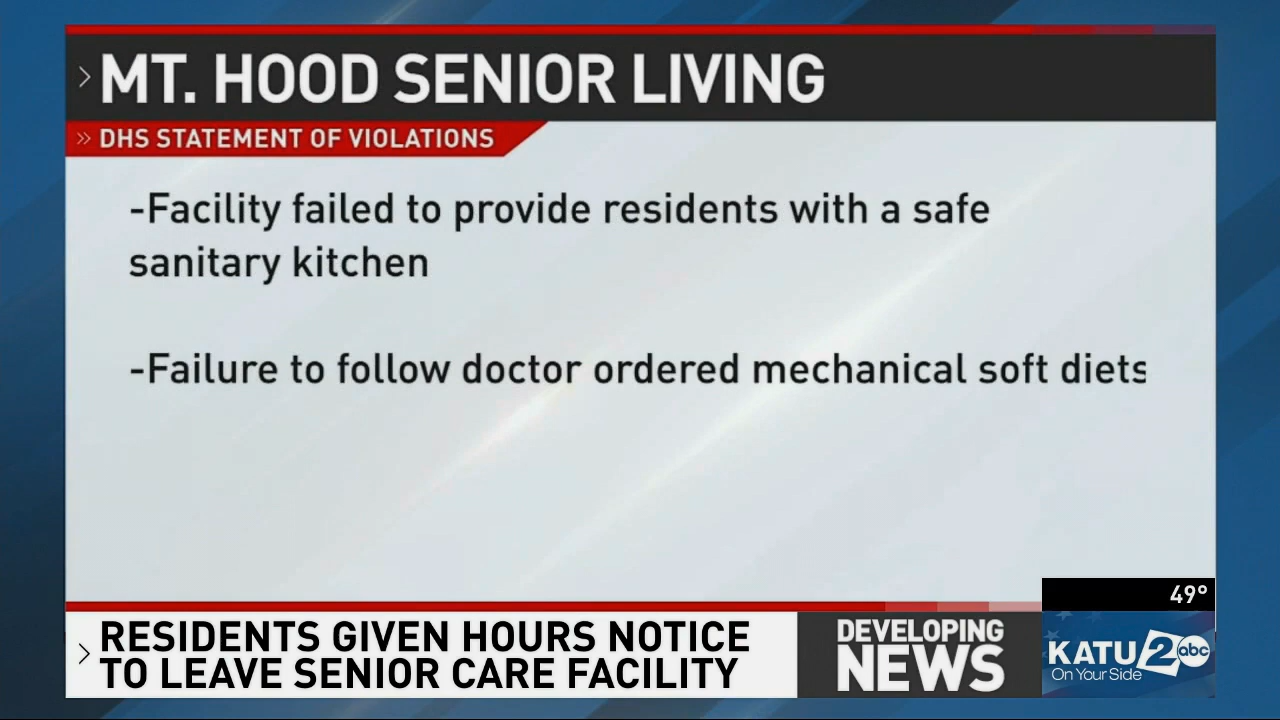 MT. HOOD SENIOR LIVING
DHS STATEMENT OF VIOLATIONS
-Facility failed to provide residents with a safe
sanitary kitchen
-Failure to follow doctor ordered mechanical soft diets
RESIDENTS GIVEN HOURS NOTICE
TO LEAVE SENIOR CARE FACILITY
DEVELOPING
NEWS
49°
KATU 2 abc
On Your Side